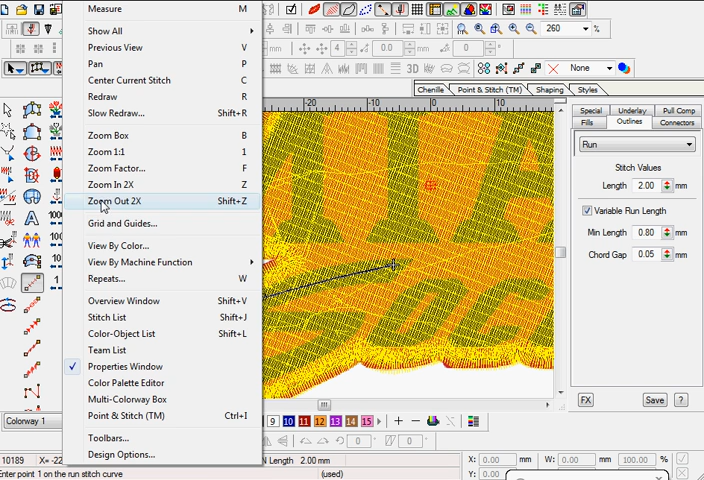 Measure M
Show All
Previous View V
Pan P
Center Current Stitch C
Redraw R
Slow Redraw... Shift+R
Zoom Box B
Zoom 1:1 1
Zoom Factor... F
Zoom In 2X Z
Zoom Out 2X Shift+Z
Grid and Guides...
View By Color...
View By Machine Function
Repeats... W
Overview Window Shift+V
Stitch List Shift+J
Color-Object List Shift+L
Team List
Properties Window
Color Palette Editor
Multi-Colorway Box
Point & Stitch (TM) Ctrl+I
Toolbars...
Design Options...
260
4 0.0 0
3D None
Chenille Point & Stitch (TM) Shaping Styles
-20 -10 0 10
Special Underlay Pull Comp
Fills Outlines Connectors
Run
Stitch Values
Length 2.00 mm
Variable Run Length
Min Length 0.80 mm
Chord Gap 0.05 mm
FX Save ?
Colorway 1
9 10 11 12 13 14 15
0 0
10189 X= -22 N Length 2.00 mm
X: 0.00 mm W: 0.00 mm 100.00 %
Y: 0.00
Enter point 1 on the run stitch curve (used)